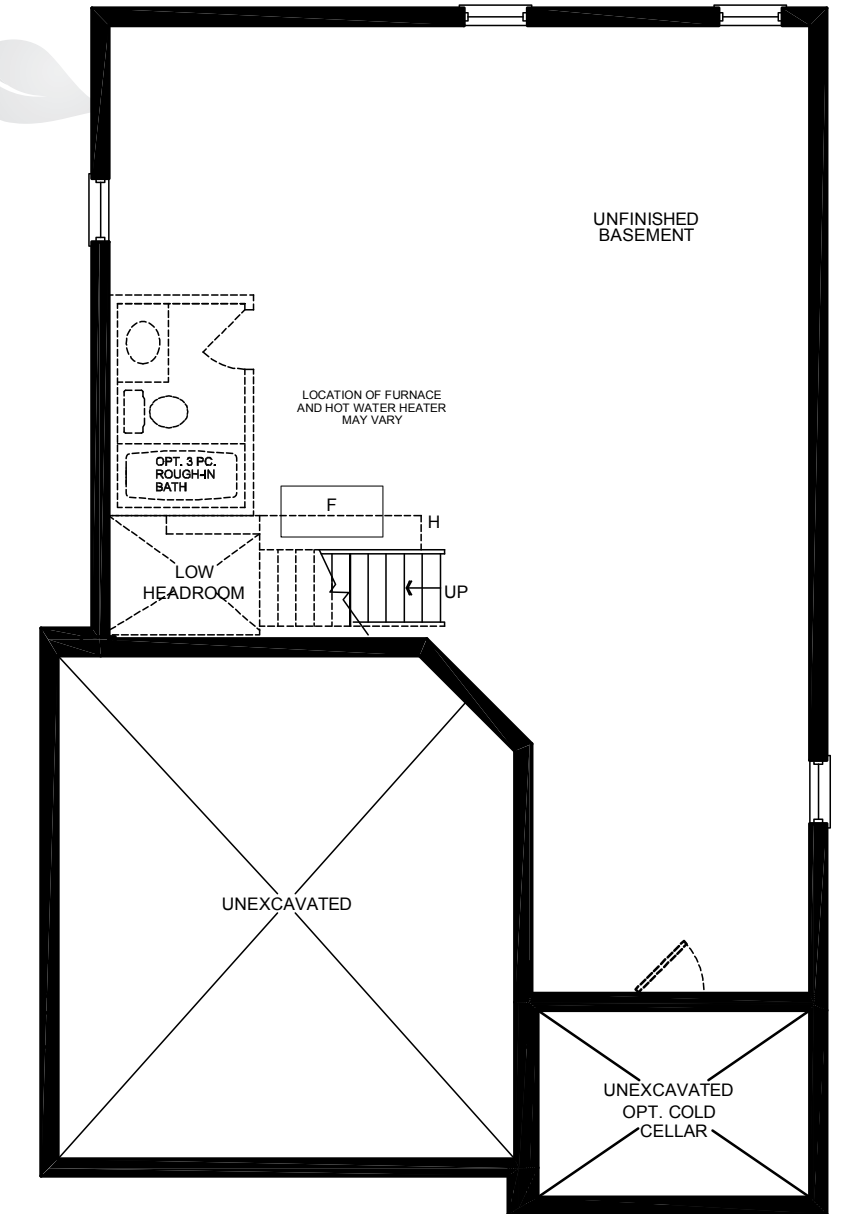 UNFINISHED
BASEMENT
LOCATION OF FURNACE
AND HOT WATER HEATER
MAY VARY
OPT. 3 PC.
ROUGH-IN
BATH
F
H
LOW
HEADROOM
UP
UNEXCAVATED
UNEXCAVATED
OPT. COLD
CELLAR